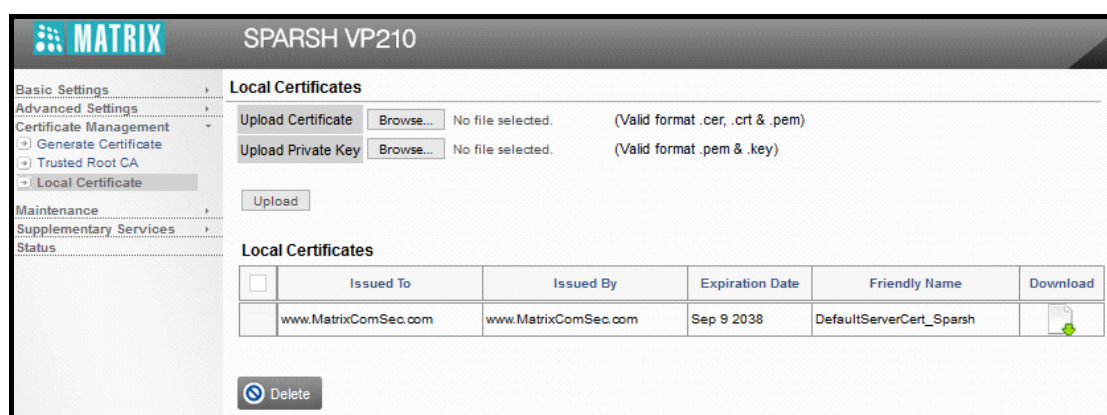 MATRIX SPARSH VP210
Basic Settings
Advanced Settings
Certificate Management
Generate Certificate
Trusted Root CA
Local Certificate
Maintenance
Supplementary Services
Status
Local Certificates
Upload Certificate Browse... No file selected. (Valid format .cer, .crt & .pem)
Upload Private Key Browse... No file selected. (Valid format .pem & .key)
Upload
Local Certificates
Issued To Issued By Expiration Date Friendly Name Download
www.MatrixComSec.com www.MatrixComSec.com Sep 9 2038 DefaultServerCert_Sparsh
Delete